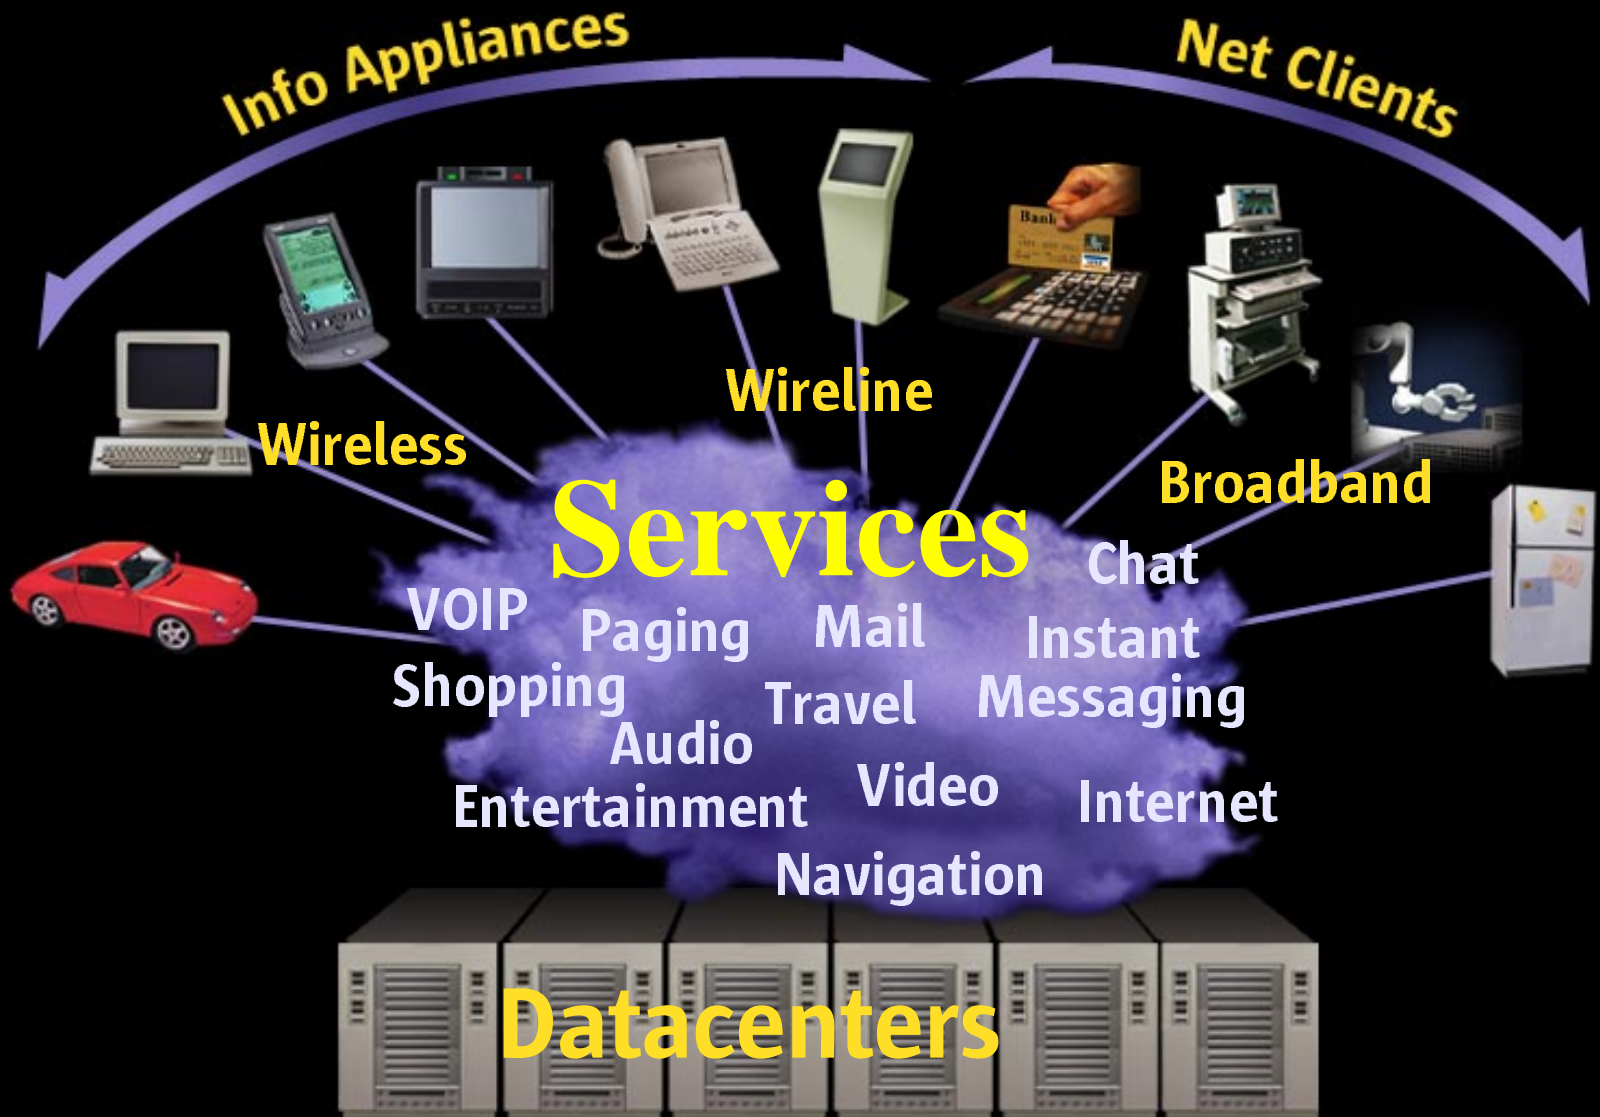 Info Appliances
Net Clients
Bank
Wireline
Wireless
Broadband
Services
Chat
VOIP
Paging
Mail
Instant
Messaging
Shopping
Travel
Audio
Video
Entertainment
Internet
Navigation
Datacenters